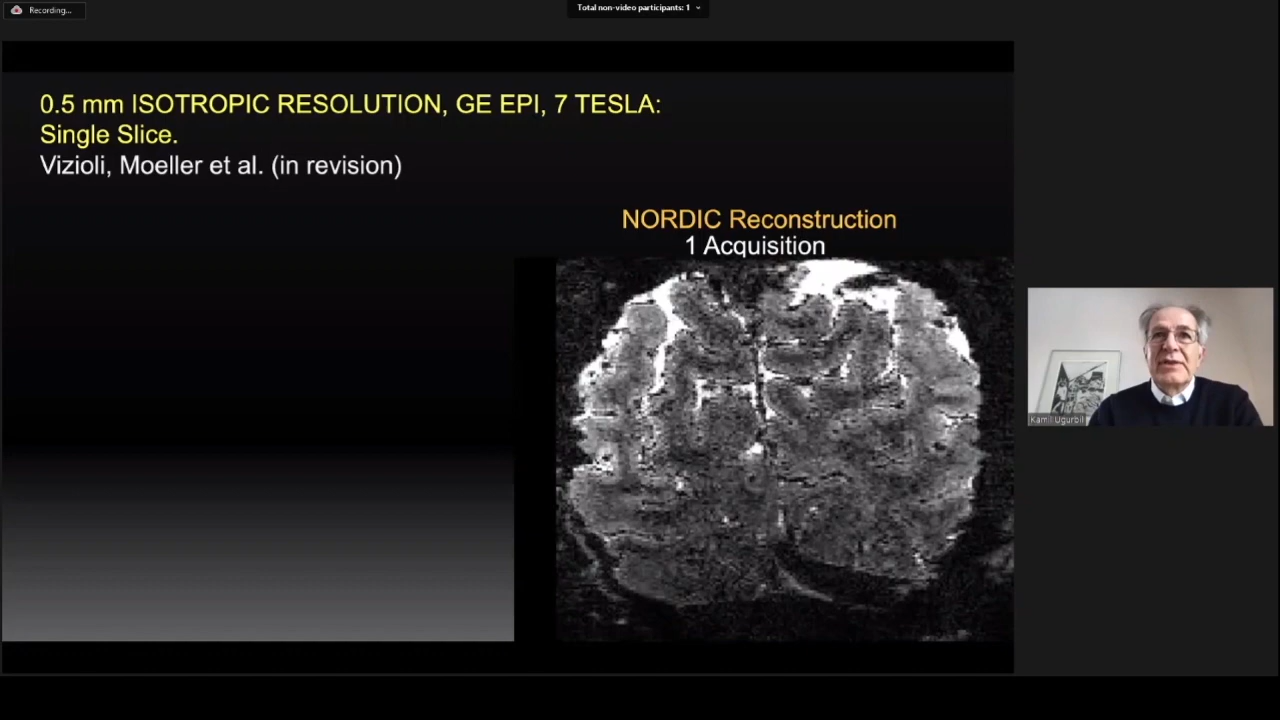 Recording...
Total non-video participants: 1
0.5 mm ISOTROPIC RESOLUTION, GE EPI, 7 TESLA:
Single Slice.
Vizioli, Moeller et al. (in revision)
NORDIC Reconstruction
1 Acquisition
Kamil Ugurbil